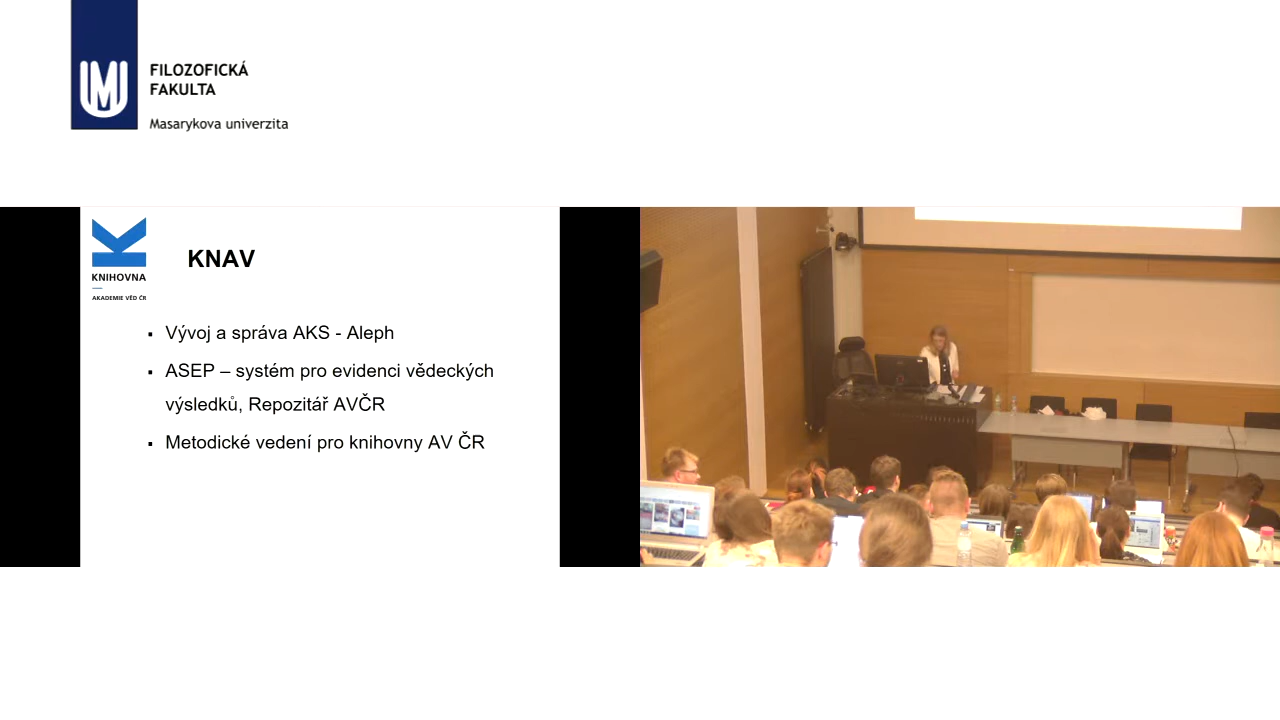 FILOZOFICKÁ
FAKULTA
Masarykova univerzita
KNIHOVNA
AKADEMIE VĚD ČR
KNAV
▪ Vývoj a správa AKS - Aleph
▪ ASEP – systém pro evidenci vědeckých
výsledků, Repozitář AVČR
▪ Metodické vedení pro knihovny AV ČR